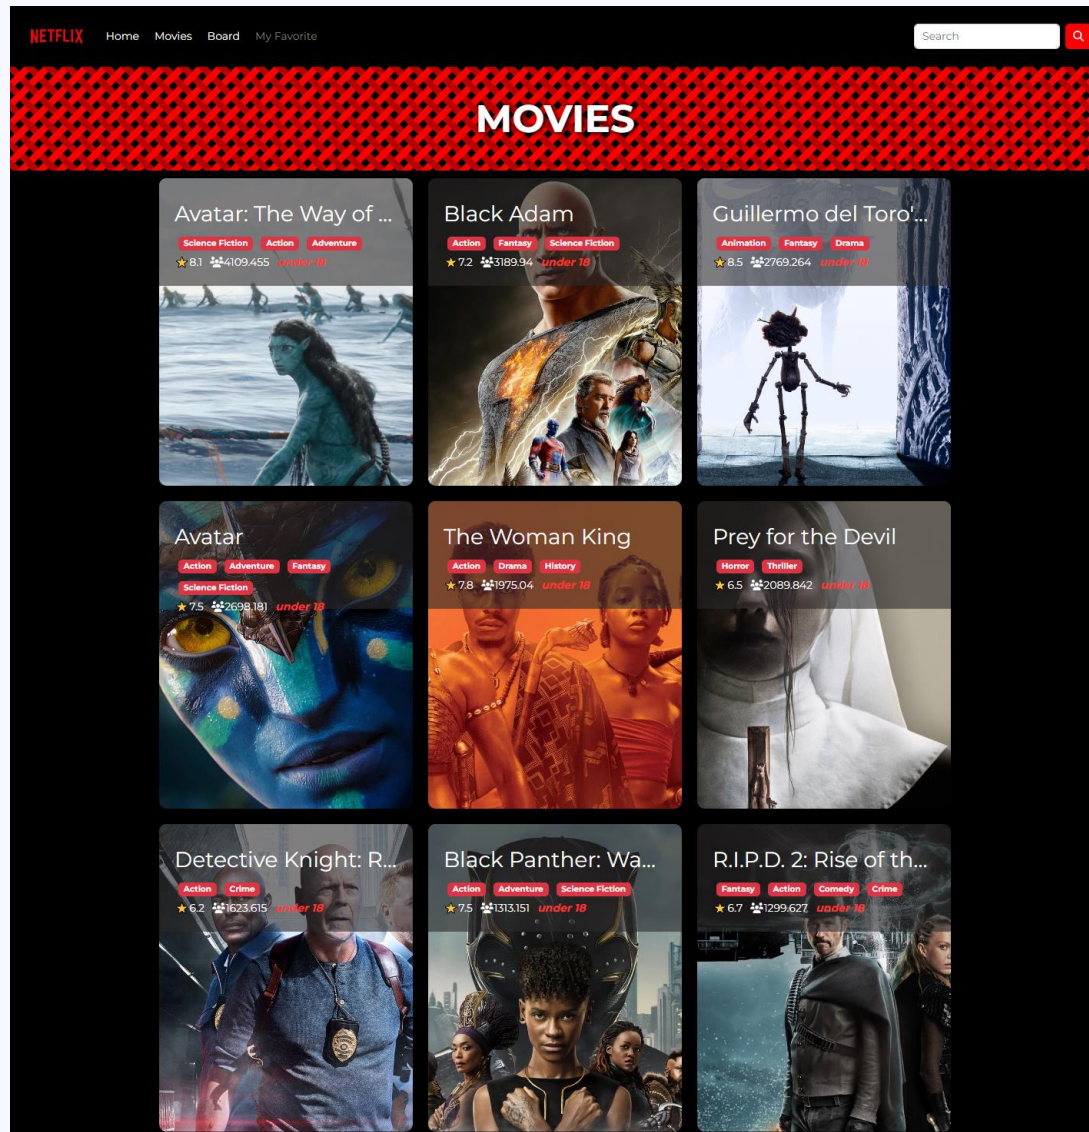 NETFLIX Home Movies Board My Favorite Search
MOVIES
Avatar: The Way of ...
Science Fiction Action Adventure
8.1 4109.455 under 18
Black Adam
Action Fantasy Science Fiction
7.2 3189.94 under 18
Guillermo del Toro'...
Animation Fantasy Drama
8.5 2769.264 under 18
Avatar
Action Adventure Fantasy
Science Fiction
7.5 2698.181 under 18
The Woman King
Action Drama History
7.8 1975.04 under 18
Prey for the Devil
Horror Thriller
6.5 2089.842 under 18
Detective Knight: R...
Action Crime
6.2 1623.615 under 18
Black Panther: Wa...
Action Adventure Science Fiction
7.5 1313.151 under 18
R.I.P.D. 2: Rise of th...
Fantasy Action Comedy Crime
6.7 1299.627 under 18